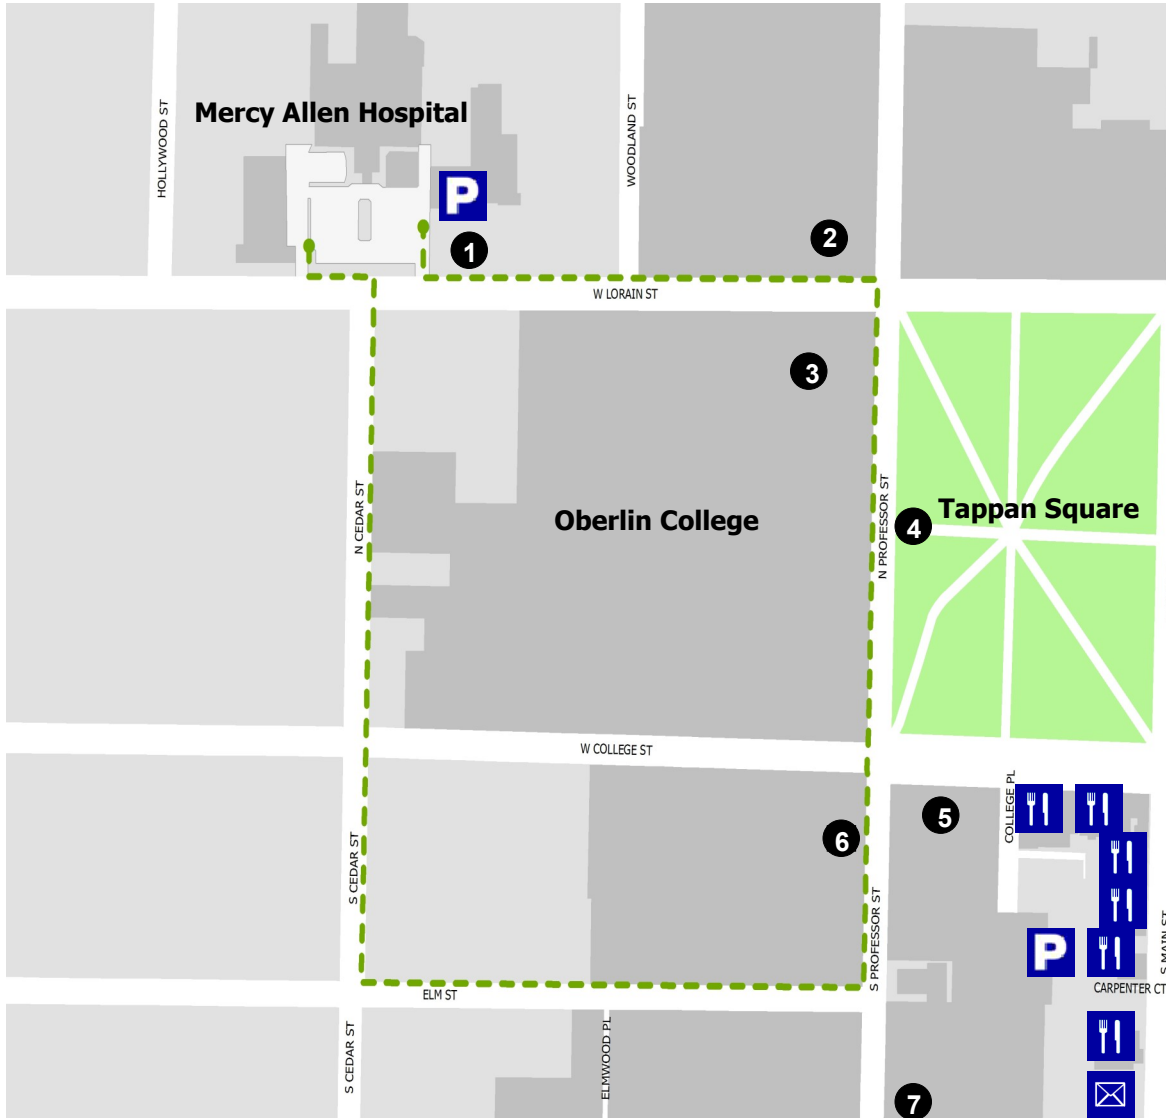 HOLLYWOOD ST
Mercy Allen Hospital
WOODLAND ST
P
1
2
W LORAIN ST
3
N CEDAR ST
Oberlin College
N PROFESSOR ST
4
Tappan Square
W COLLEGE ST
COLLEGE PL
5
6
S CEDAR ST
S PROFESSOR ST
P
S MAIN ST
CARPENTER CT
ELM ST
S CEDAR ST
ELMWOOD PL
7